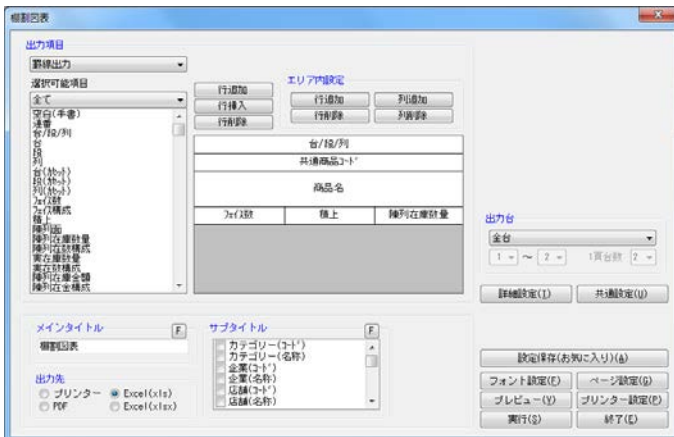 棚割図表
出力項目
罫線出力
選択可能項目
全て
空白(手書)
連番
台/段/列
台
段
列
台(カセット)
段(カセット)
列(カセット)
フェイス数
フェイス構成
積上
陳列面
陳列在庫数量
陳列在数構成
実在庫数量
実在数構成
陳列在庫金額
陳列在金構成
行追加
行挿入
行削除
エリア内設定
行追加 列追加
行削除 列削除
台/段/列
共通商品コード
商品名
フェイス数 積上 陳列在庫数量
出力台
全台
1 ～ 2 1頁台数 2
詳細設定(I) 共通設定(U)
メインタイトル F
棚割図表
出力先
プリンター Excel(xls)
PDF Excel(xlsx)
サブタイトル F
カテゴリー(コード)
カテゴリー(名称)
企業(コード)
企業(名称)
店舗(コード)
店舗(名称)
設定保存(お気に入り)(A)
フォント設定(F) ページ設定(G)
プレビュー(V) プリンター設定(P)
実行(S) 終了(E)